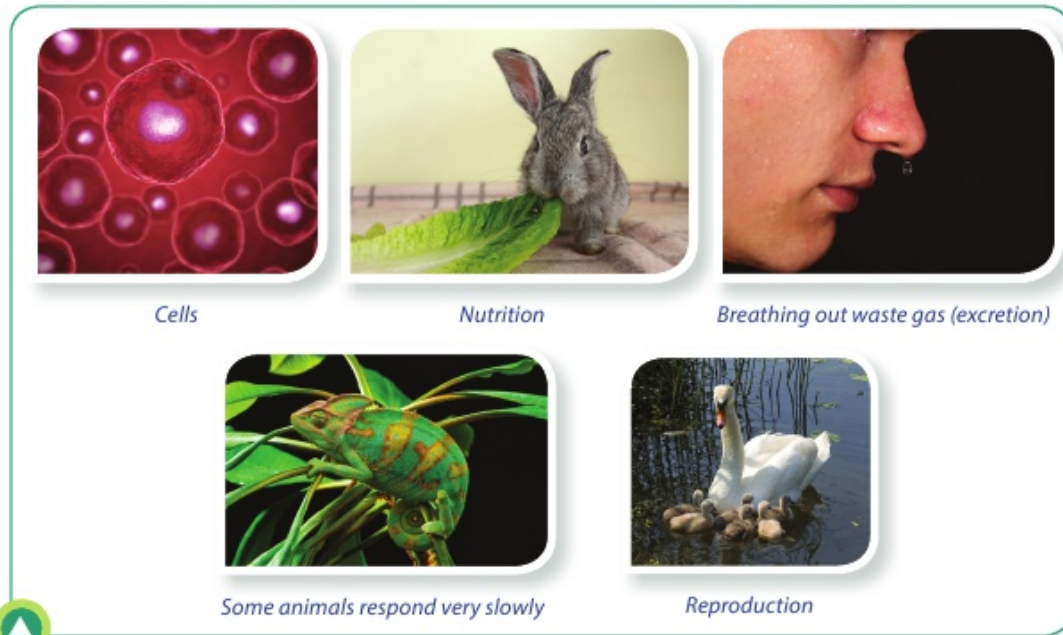 Cells
Nutrition
Breathing out waste gas (excretion)
Some animals respond very slowly
Reproduction